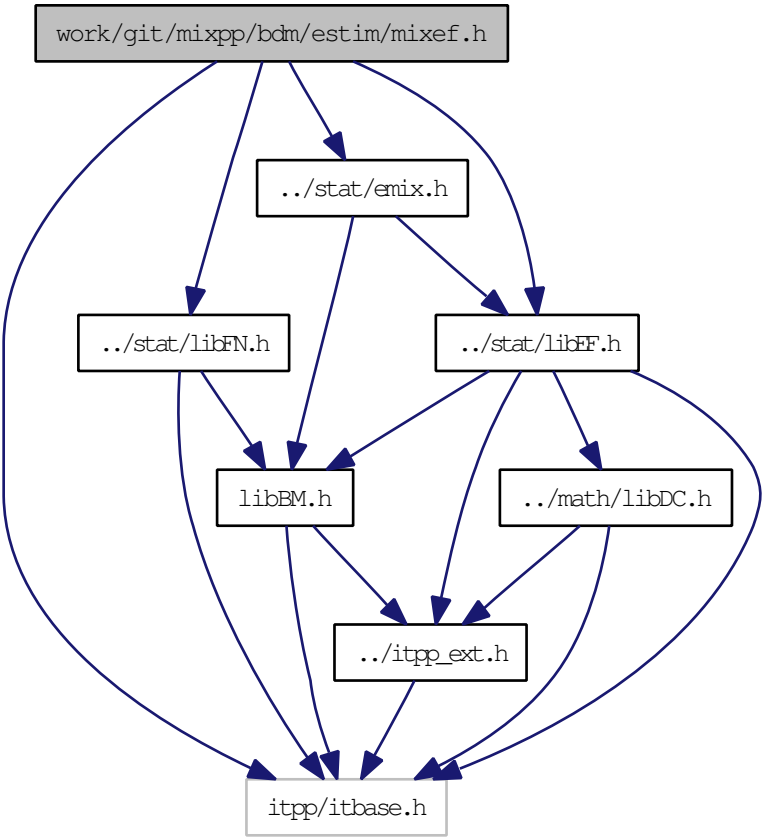 work/git/mixpp/bdm/estim/mixef.h
../stat/emix.h
../stat/libFN.h
../stat/libEF.h
libBM.h
../math/libDC.h
../itpp_ext.h
itpp/itbase.h